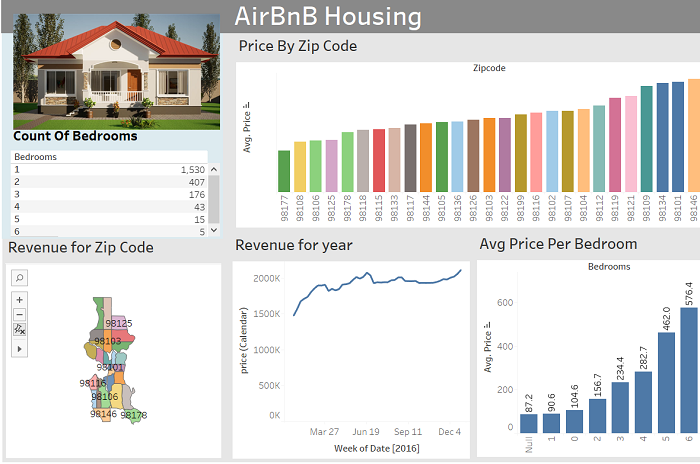 AirBnB Housing
Count Of Bedrooms
Bedrooms
1 1,530
2 407
3 176
4 43
5 15
6 5
Price By Zip Code
Zipcode
Avg. Price
98177 98108 98106 98125 98178 98118 98115 98133 98117 98144 98105 98136 98126 98103 98122 98199 98116 98102 98107 98104 98112 98119 98121 98109 98134 98101 98146
Revenue for Zip Code
98125
98103
98101
98116
98106
98146 98178
Revenue for year
price (Calendar)
2000K
1500K
1000K
500K
0K
Mar 27 Jun 19 Sep 11 Dec 4
Week of Date [2016]
Avg Price Per Bedroom
Bedrooms
Avg. Price
600
400
200
0
87.2 90.6 104.6 156.7 234.4 282.7 462.0 576.4
Null 1 0 2 3 4 5 6